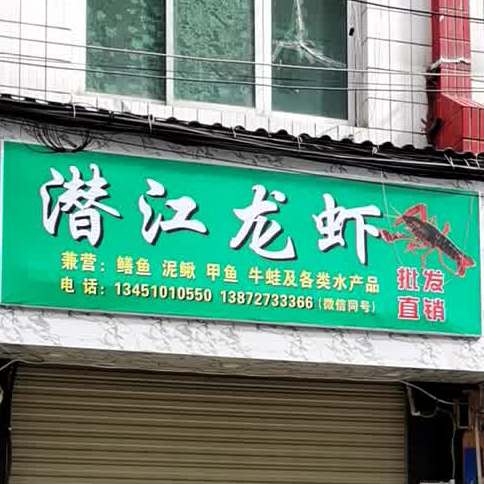 潜江龙虾
批发
直销
兼营：鳝鱼 泥鳅 甲鱼 牛蛙及各类水产品
电话：13451010550 13872733366（微信同号）